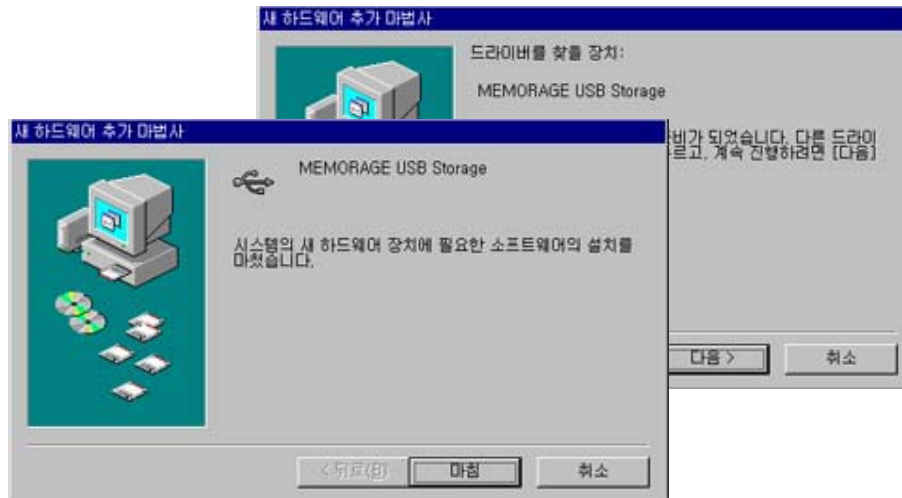 새 하드웨어 추가 마법사
드라이버를 찾을 장치:
MEMORAGE USB Storage
비가 되었습니다. 다른 드라이
르고, 계속 진행하려면 [다음]
다음 >
취소
새 하드웨어 추가 마법사
MEMORAGE USB Storage
시스템의 새 하드웨어 장치에 필요한 소프트웨어의 설치를
마쳤습니다.
< 뒤로(B)
마침
취소